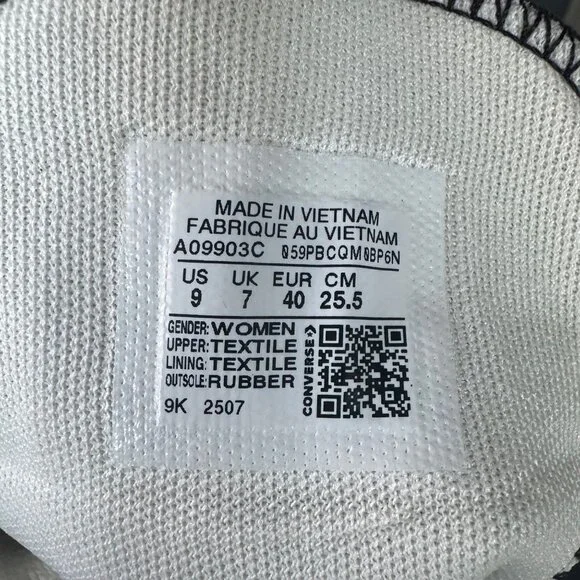 MADE IN VIETNAM
FABRIQUE AU VIETNAM
A09903C 059PBCQM0BP6N
US UK EUR CM
9 7 40 25.5
GENDER: WOMEN
UPPER: TEXTILE
LINING: TEXTILE
OUTSOLE: RUBBER
CONVERSE
9K 2507